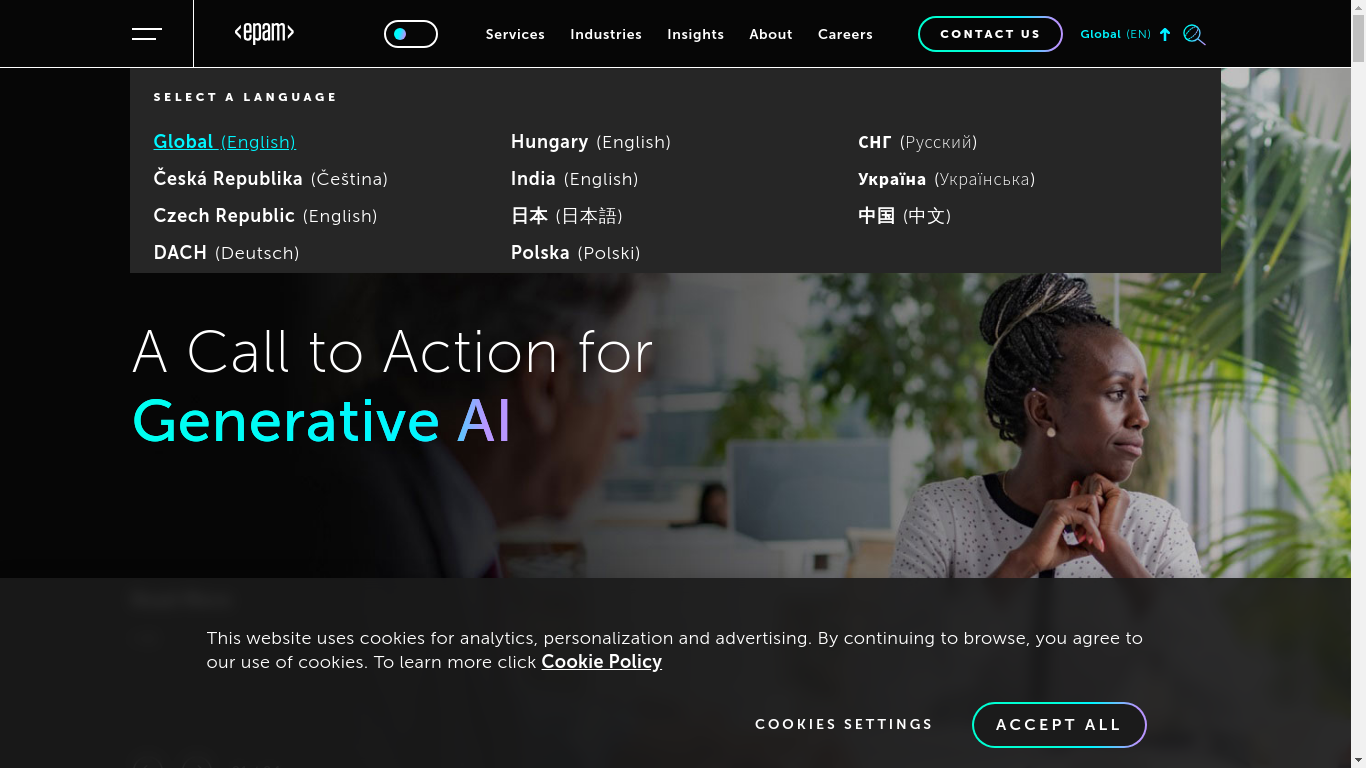 <epam>
Services
Industries
Insights
About
Careers
CONTACT US
Global (EN)
SELECT A LANGUAGE
Global (English)
Česká Republika (Čeština)
Czech Republic (English)
DACH (Deutsch)
Hungary (English)
India (English)
日本 (日本語)
Polska (Polski)
СНГ (Русский)
Україна (Українська)
中国 (中文)
A Call to Action for
Generative AI
This website uses cookies for analytics, personalization and advertising. By continuing to browse, you agree to
our use of cookies. To learn more click Cookie Policy
COOKIES SETTINGS
ACCEPT ALL